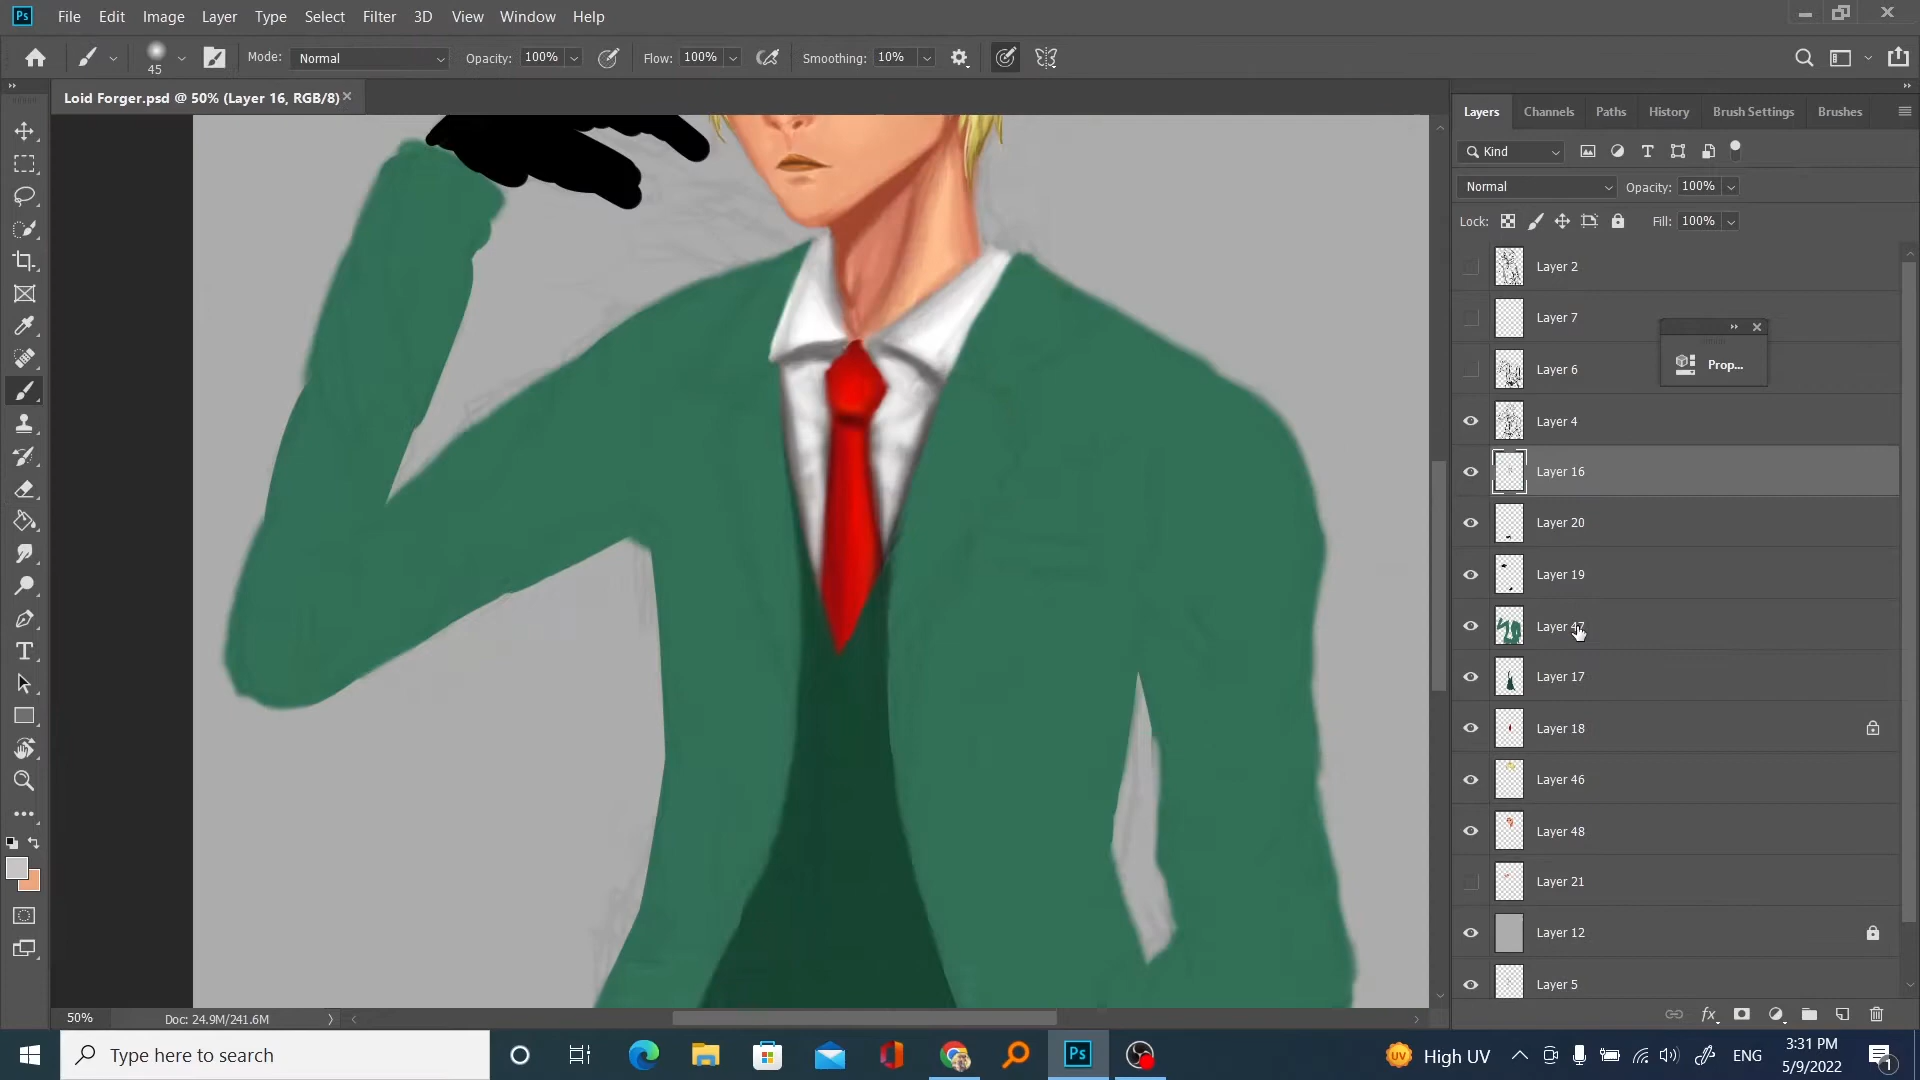 Ps File Edit Image Layer Type Select Filter 3D View Window Help
45 Mode: Normal Opacity: 100% Flow: 100% Smoothing: 10%
Loid Forger.psd @ 50% (Layer 16, RGB/8)
Layers Channels Paths History Brush Settings Brushes
Kind
Normal Opacity: 100%
Lock: Fill: 100%
Layer 2
Layer 7
Prop...
Layer 6
Layer 4
Layer 16
Layer 20
Layer 19
Layer 47
Layer 17
Layer 18
Layer 46
Layer 48
Layer 21
Layer 12
Layer 5
50% Doc: 24.9M/241.6M
Type here to search
Ps
UV High UV
ENG
3:31 PM
5/9/2022
1